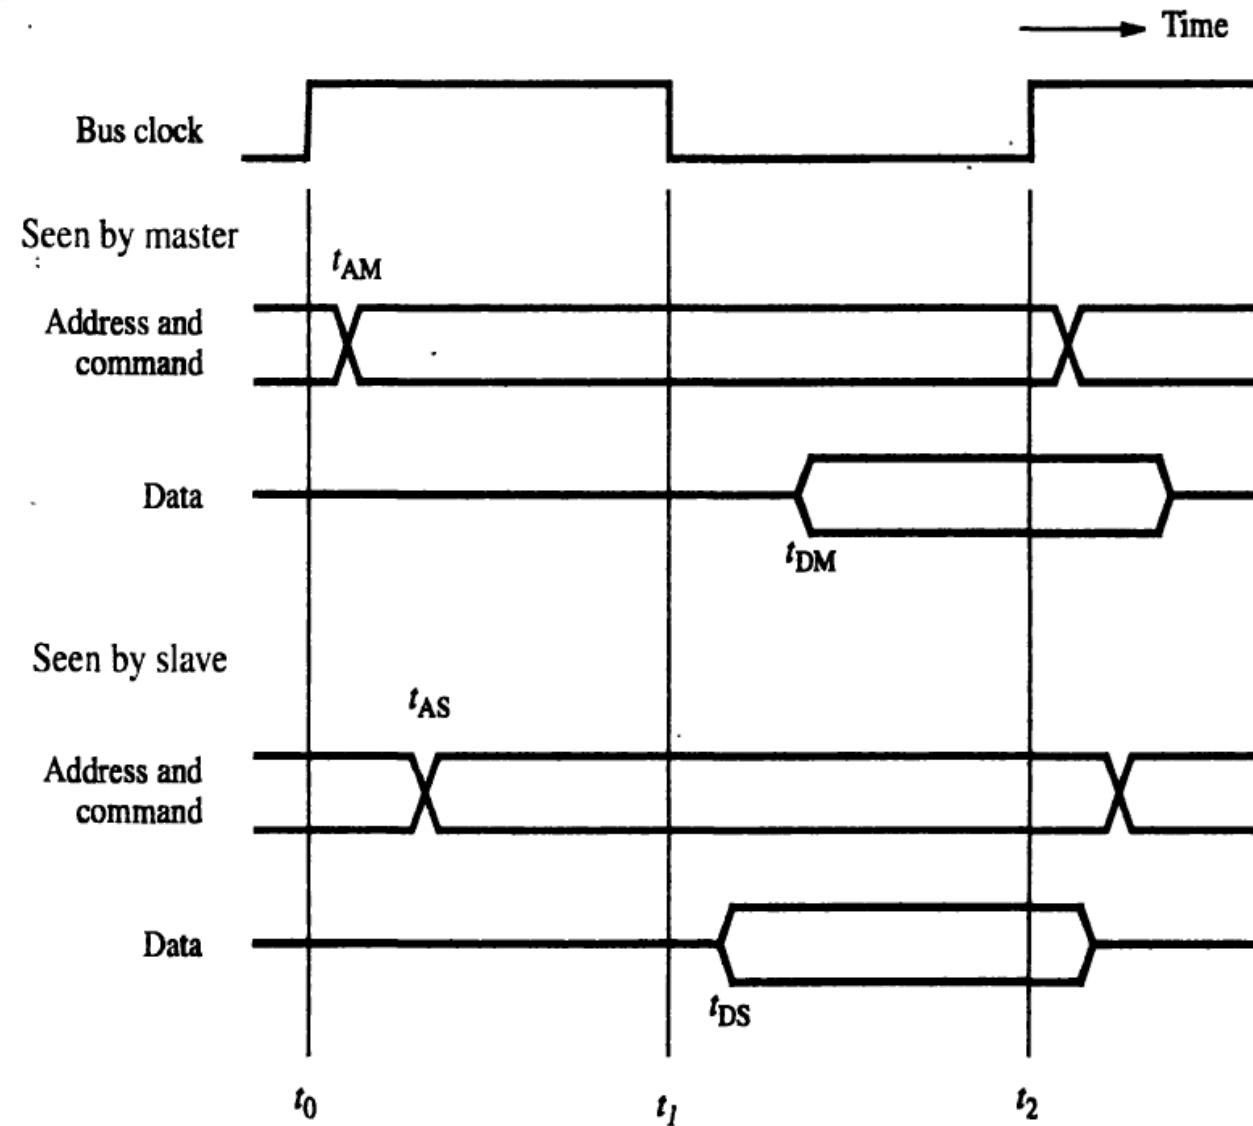 Time
Bus clock
Seen by master
tAM
Address and
command
Data
tDM
Seen by slave
tAS
Address and
command
Data
tDS
t0
t1
t2